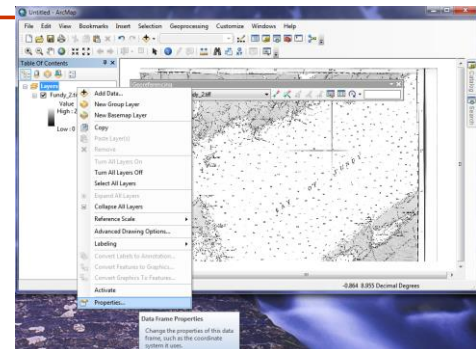 Untitled - ArcMap
File Edit View Bookmarks Insert Selection Geoprocessing Customize Windows Help
Table Of Contents
Layers
Fundy_2.ti
Value
High : 2
Low : 0
Georeferencing
Add Data...
New Group Layer
New Basemap Layer
Copy
Paste Layer(s)
Remove
Turn All Layers On
Turn All Layers Off
Select All Layers
Expand All Layers
Collapse All Layers
Reference Scale
Advanced Drawing Options...
Labeling
Convert Labels to Annotation...
Convert Features to Graphics...
Convert Graphics To Features...
Activate
Properties...
BAY OF FUNDY
Catalog
Search
-0.864 8.955 Decimal Degrees
Data Frame Properties
Change the properties of this data
frame, such as the coordinate
system it uses.